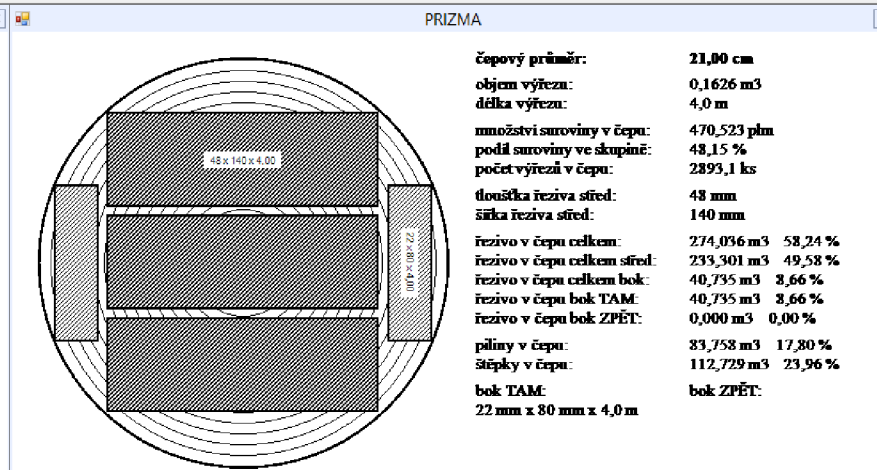 PRIZMA
48 x 140 x 4,00
22 x 80 x 4,00
čepový průměr: 21,00 cm
objem výřezu: 0,1626 m3
délka výřezu: 4,0 m
množství suroviny v čepu: 470,523 plm
podíl suroviny ve skupině: 48,15 %
počet výřezů v čepu: 2893,1 ks
tloušťka řeziva střed: 48 mm
šířka řeziva střed: 140 mm
řezivo v čepu celkem: 274,036 m3 58,24 %
řezivo v čepu celkem střed: 233,301 m3 49,58 %
řezivo v čepu celkem bok: 40,735 m3 8,66 %
řezivo v čepu bok TAM: 40,735 m3 8,66 %
řezivo v čepu bok ZPĚT: 0,000 m3 0,00 %
piliny v čepu: 83,758 m3 17,80 %
štěpky v čepu: 112,729 m3 23,96 %
bok TAM: bok ZPĚT:
22 mm x 80 mm x 4,0 m